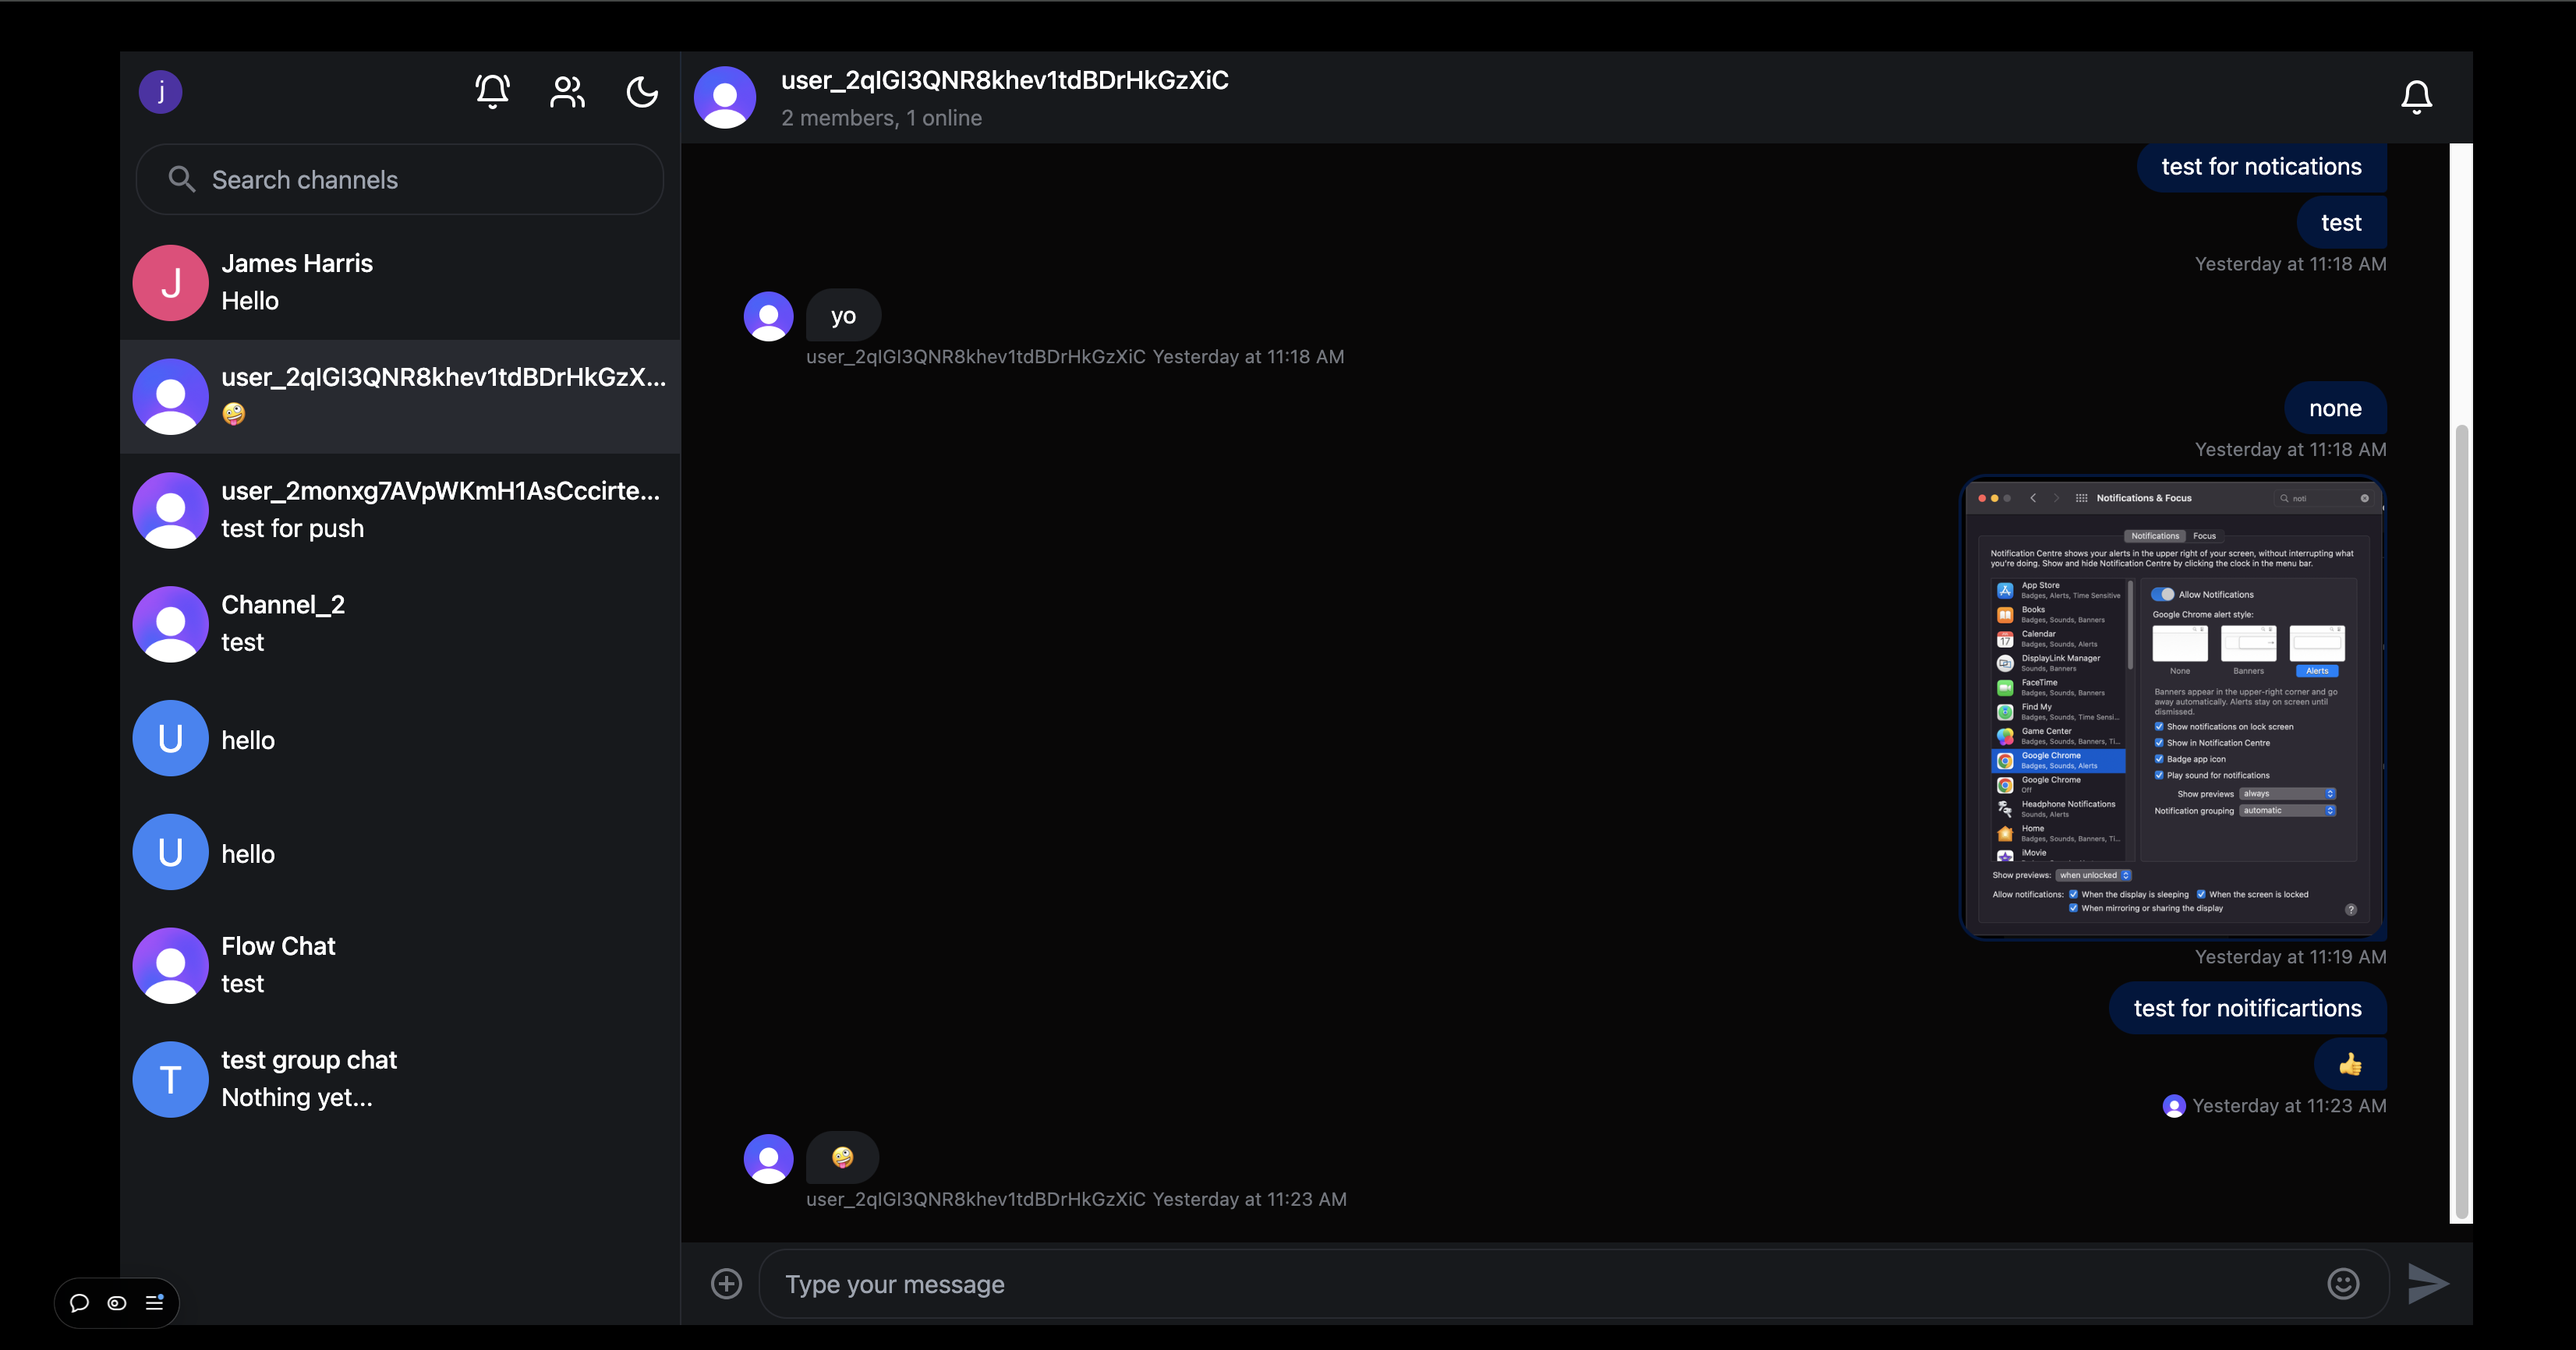 j
Search channels
James Harris
Hello
user_2qIGI3QNR8khev1tdBDrHkGzX...
🤪
user_2monxg7AVpWKmH1AsCccirte...
test for push
Channel_2
test
hello
hello
Flow Chat
test
test group chat
Nothing yet...
J
U
U
T
user_2qIGI3QNR8khev1tdBDrHkGzXiC
2 members, 1 online
test for notications
test
Yesterday at 11:18 AM
yo
user_2qIGI3QNR8khev1tdBDrHkGzXiC Yesterday at 11:18 AM
none
Yesterday at 11:18 AM
Notifications & Focus
noti
Notifications Focus
Notification Centre shows your alerts in the upper right of your screen, without interrupting what
you're doing. Show and hide Notification Centre by clicking the clock in the menu bar.
App Store
Badges, Alerts, Time Sensitive
Books
Badges, Sounds, Banners
Calendar
Badges, Sounds, Alerts
17
DisplayLink Manager
Sounds, Banners
FaceTime
Badges, Sounds, Banners
Find My
Badges, Sounds, Time Sensi...
Game Center
Badges, Sounds, Banners, Ti...
Google Chrome
Badges, Sounds, Alerts
Google Chrome
Off
Headphone Notifications
Sounds, Alerts
Home
Badges, Sounds, Banners, Ti...
iMovie
Allow Notifications
Google Chrome alert style:
None Banners Alerts
Banners appear in the upper-right corner and go
away automatically. Alerts stay on screen until
dismissed.
Show notifications on lock screen
Show in Notification Centre
Badge app icon
Play sound for notifications
Show previews always
Notification grouping automatic
Show previews: when unlocked
Allow notifications: When the display is sleeping When the screen is locked
When mirroring or sharing the display
?
Yesterday at 11:19 AM
test for noitificartions
👍
Yesterday at 11:23 AM
🤪
user_2qIGI3QNR8khev1tdBDrHkGzXiC Yesterday at 11:23 AM
Type your message